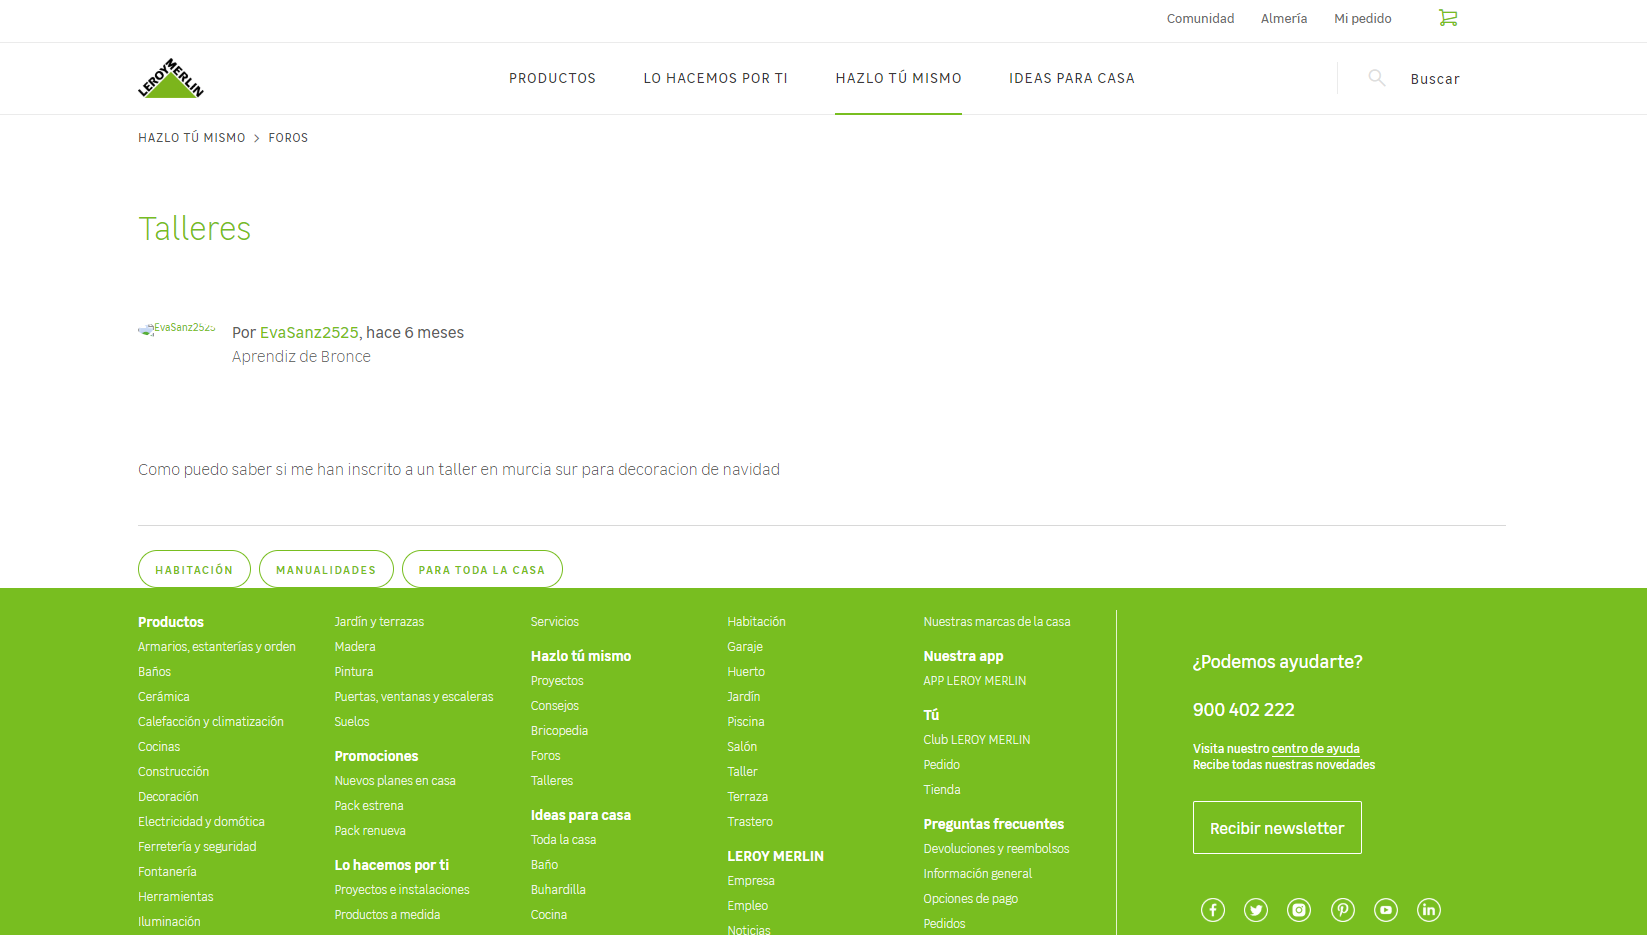 Comunidad Almería Mi pedido
LEROY MERLIN
PRODUCTOS LO HACEMOS POR TI HAZLO TÚ MISMO IDEAS PARA CASA Buscar
HAZLO TÚ MISMO > FOROS
Talleres
EvaSanz2525
Por EvaSanz2525, hace 6 meses
Aprendiz de Bronce
Como puedo saber si me han inscrito a un taller en murcia sur para decoracion de navidad
HABITACIÓN MANUALIDADES PARA TODA LA CASA
Productos
Armarios, estanterías y orden
Baños
Cerámica
Calefacción y climatización
Cocinas
Construcción
Decoración
Electricidad y domótica
Ferretería y seguridad
Fontanería
Herramientas
Iluminación
Jardín y terrazas
Madera
Pintura
Puertas, ventanas y escaleras
Suelos
Promociones
Nuevos planes en casa
Pack estrena
Pack renueva
Lo hacemos por ti
Proyectos e instalaciones
Productos a medida
Servicios
Hazlo tú mismo
Proyectos
Consejos
Bricopedia
Foros
Talleres
Ideas para casa
Toda la casa
Baño
Buhardilla
Cocina
Habitación
Garaje
Huerto
Jardín
Piscina
Salón
Taller
Terraza
Trastero
LEROY MERLIN
Empresa
Empleo
Noticias
Nuestras marcas de la casa
Nuestra app
APP LEROY MERLIN
Tú
Club LEROY MERLIN
Pedido
Tienda
Preguntas frecuentes
Devoluciones y reembolsos
Información general
Opciones de pago
Pedidos
¿Podemos ayudarte?
900 402 222
Visita nuestro centro de ayuda
Recibe todas nuestras novedades
Recibir newsletter